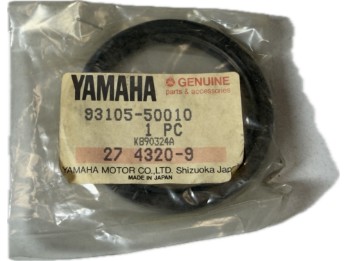 YAMAHA GENUINE
parts & accessories
93105-50010
1 PC
KB90324A
27 4320-9
YAMAHA MOTOR CO.,LTD. Shizuoka Jap
MADE IN JAPAN